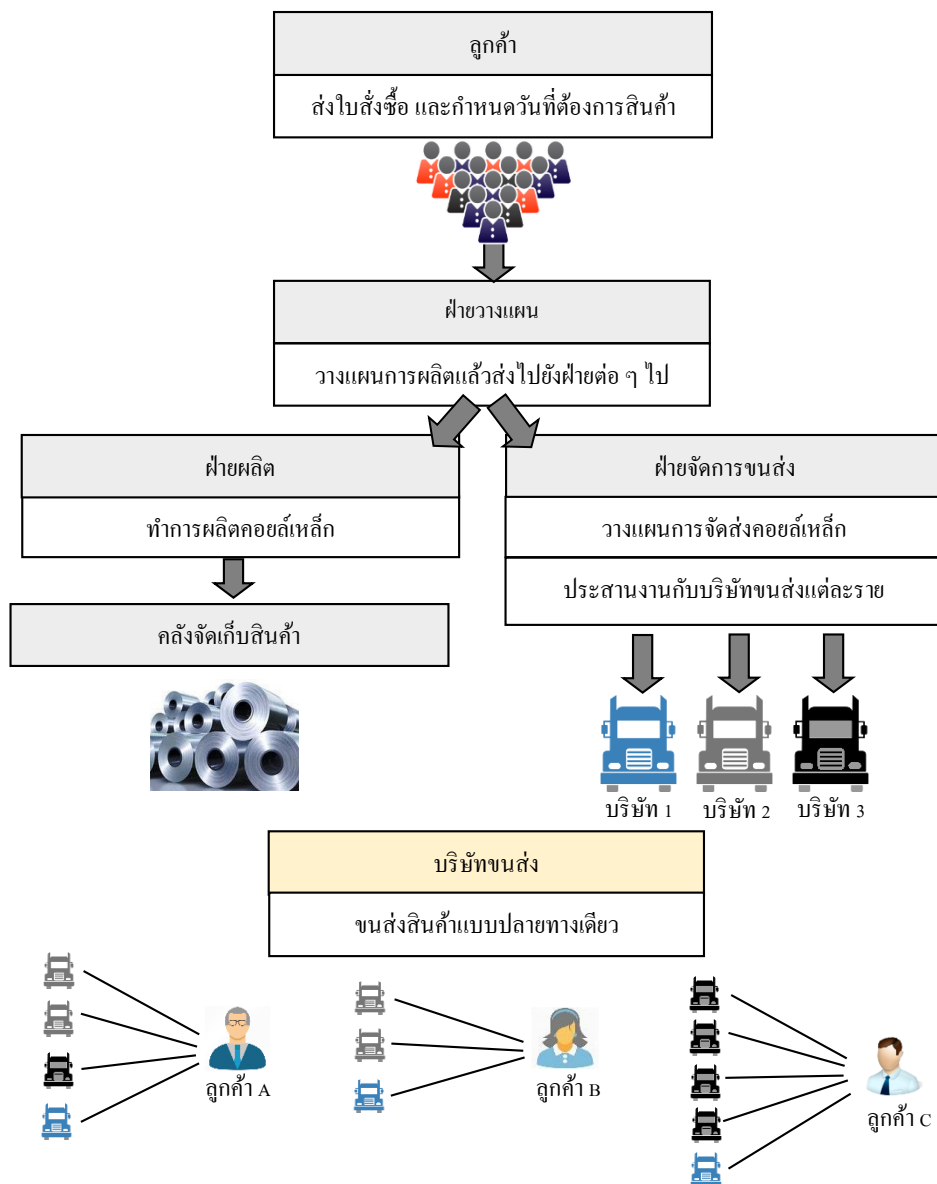 ลูกค้า
ส่งใบสั่งซื้อ และกำหนดวันที่ต้องการสินค้า
ฝ่ายวางแผน
วางแผนการผลิตแล้วส่งไปยังฝ่ายต่อ ๆ ไป
ฝ่ายผลิต
ทำการผลิตคอยล์เหล็ก
คลังจัดเก็บสินค้า
ฝ่ายจัดการขนส่ง
วางแผนการจัดส่งคอยล์เหล็ก
ประสานงานกับบริษัทขนส่งแต่ละราย
บริษัท 1
บริษัท 2
บริษัท 3
บริษัทขนส่ง
ขนส่งสินค้าแบบปลายทางเดียว
ลูกค้า A
ลูกค้า B
ลูกค้า C